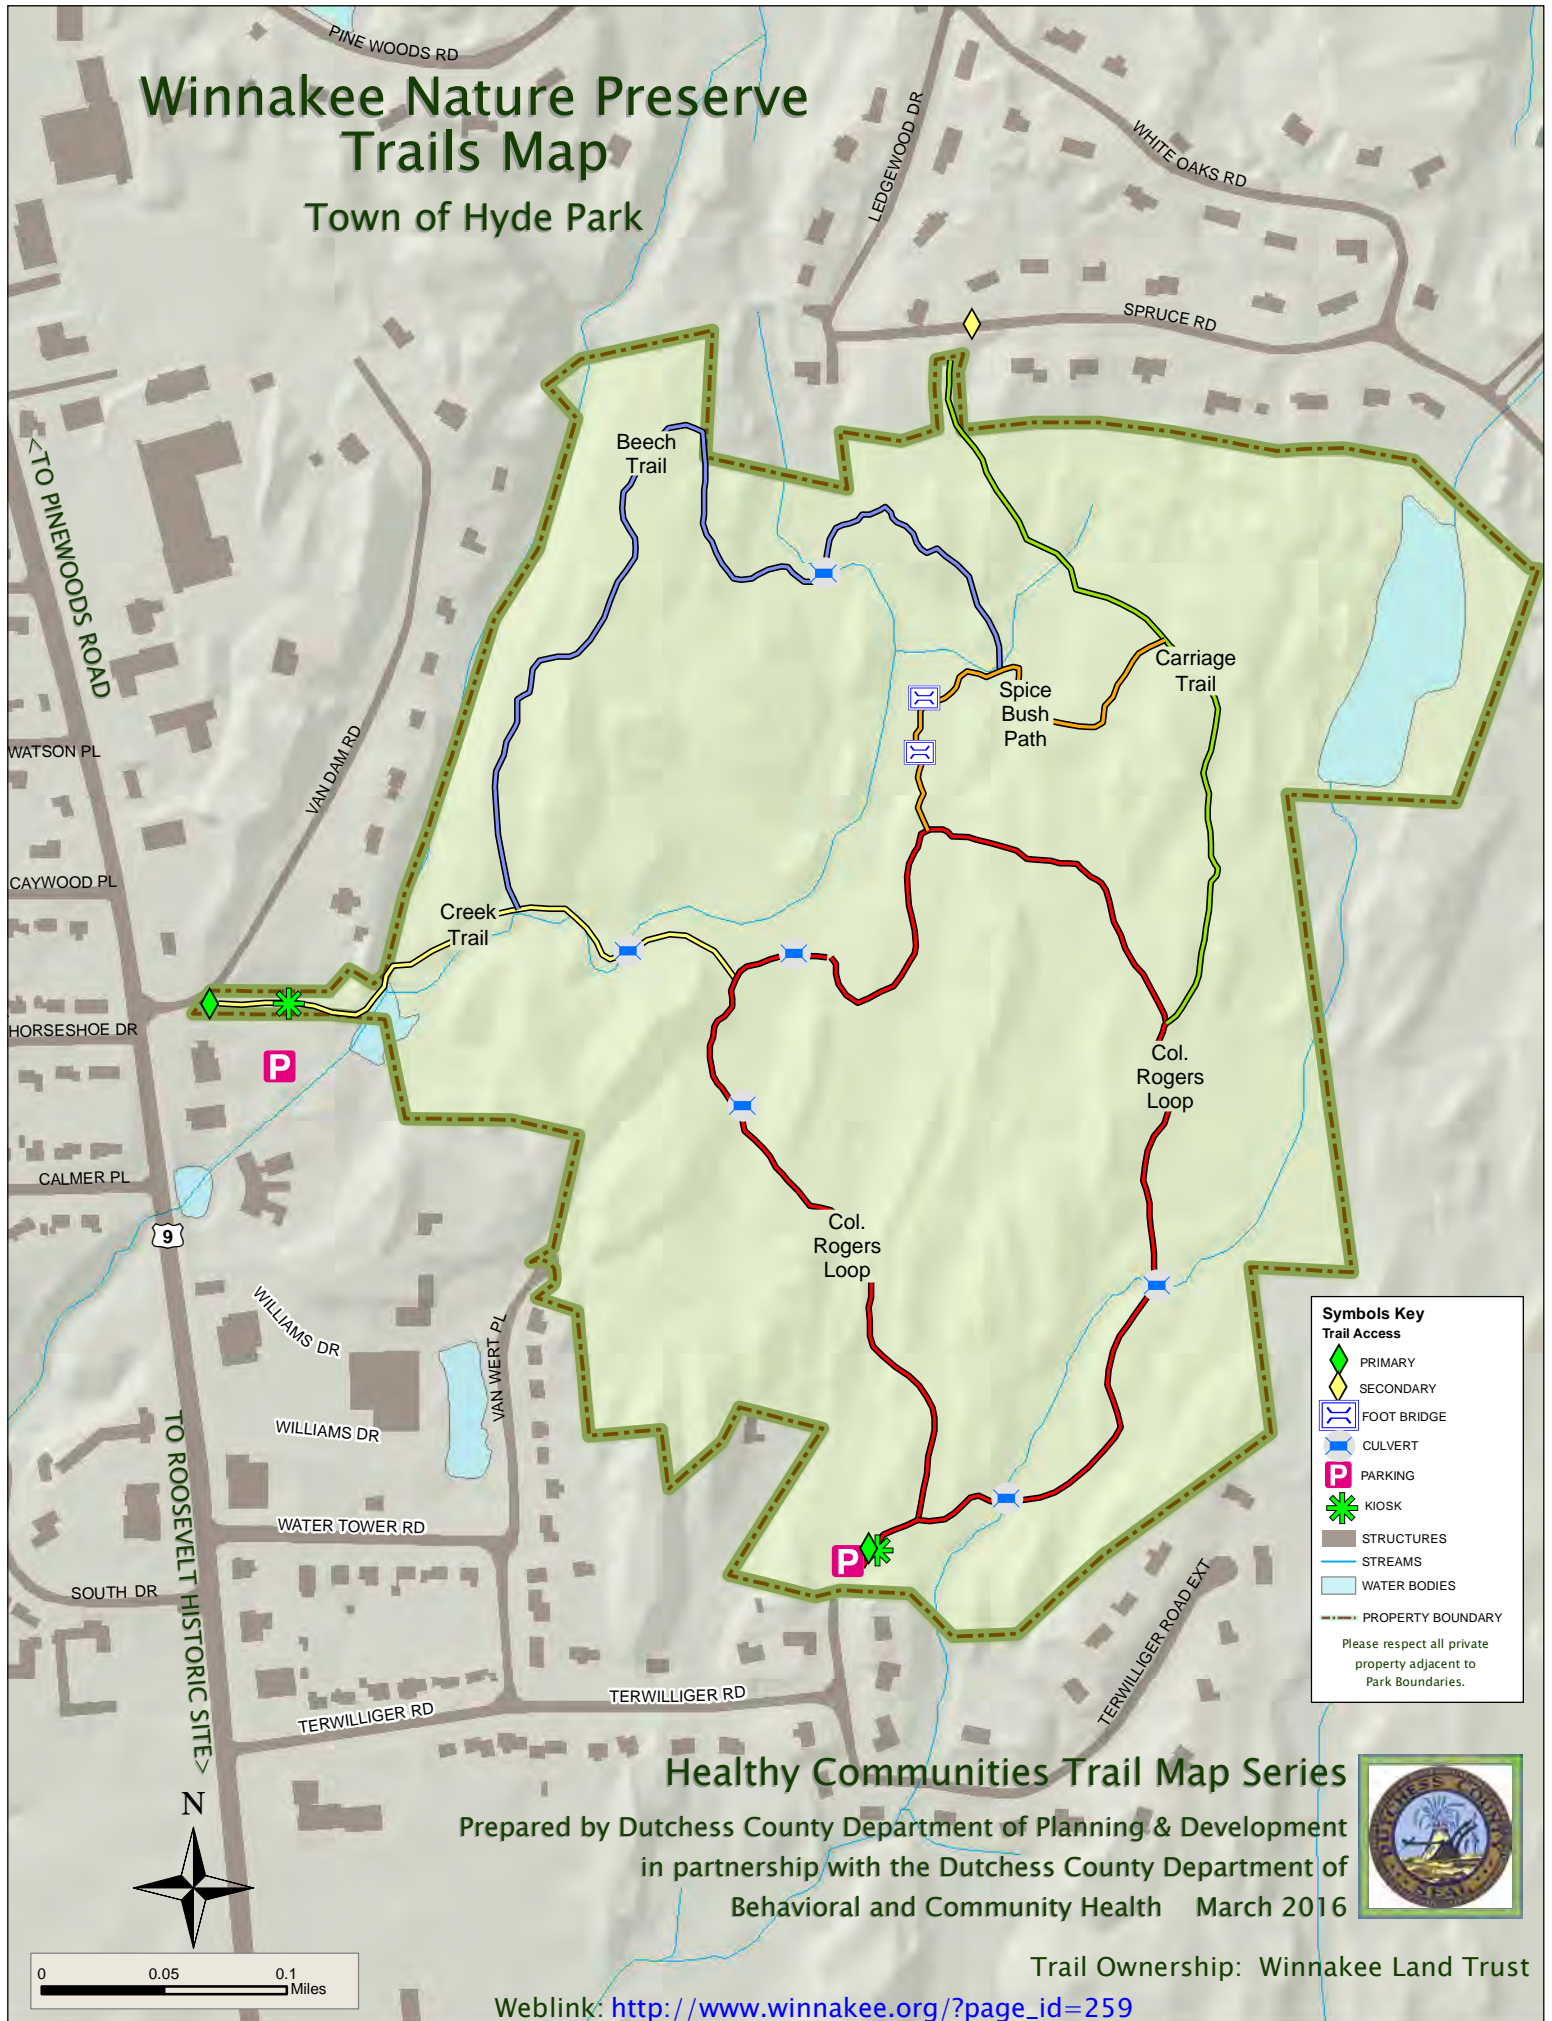 PINE WOODS RD
Winnakee Nature Preserve
Trails Map
Town of Hyde Park
LEDGEWOOD DR
WHITE OAKS RD
SPRUCE RD
<TO PINEWOODS ROAD
Beech
Trail
Carriage
Trail
Spice
Bush
Path
WATSON PL
VAN DAM RD
CAYWOOD PL
Creek
Trail
HORSESHOE DR
P
Col.
Rogers
Loop
CALMER PL
9
Col.
Rogers
Loop
WILLIAMS DR
VAN WERT PL
WILLIAMS DR
TO ROOSEVELT HISTORIC SITE>
WATER TOWER RD
P
SOUTH DR
TERWILLIGER ROAD EXT
TERWILLIGER RD
TERWILLIGER RD
Symbols Key
Trail Access
PRIMARY
SECONDARY
FOOT BRIDGE
CULVERT
P PARKING
KIOSK
STRUCTURES
STREAMS
WATER BODIES
PROPERTY BOUNDARY
Please respect all private
property adjacent to
Park Boundaries.
N
Healthy Communities Trail Map Series
Prepared by Dutchess County Department of Planning & Development
in partnership with the Dutchess County Department of
Behavioral and Community Health March 2016
DUTCHESS COUNTY
SEAL
0 0.05 0.1
Miles
Trail Ownership: Winnakee Land Trust
Weblink: http://www.winnakee.org/?page_id=259